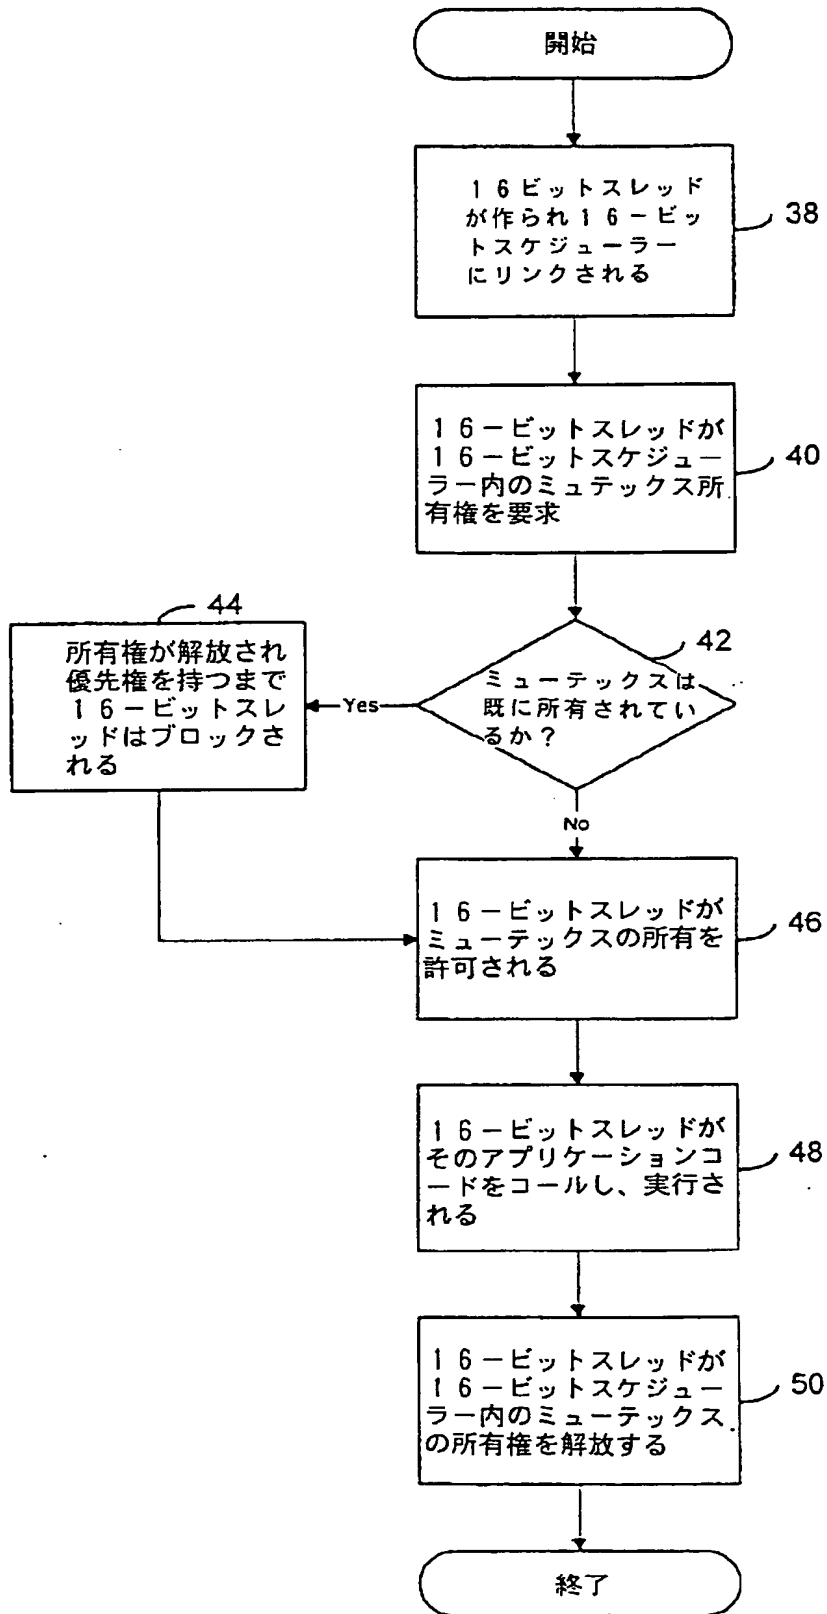 開始
16ビットスレッド
が作られ16-ビッ
トスケジューラー
にリンクされる
38
16-ビットスレッドが
16-ビットスケジュー
ラー内のミュテックス所
有権を要求
40
44
所有権が解放され
優先権を持つまで
16-ビットスレ
ッドはブロックさ
れる
42
ミューテックスは
既に所有されてい
るか?
Yes
No
16-ビットスレッドが
ミューテックスの所有を
許可される
46
16-ビットスレッドが
そのアプリケーションコ
ードをコールし、実行さ
れる
48
16-ビットスレッドが
16-ビットスケジュー
ラー内のミューテックス
の所有権を解放する
50
終了